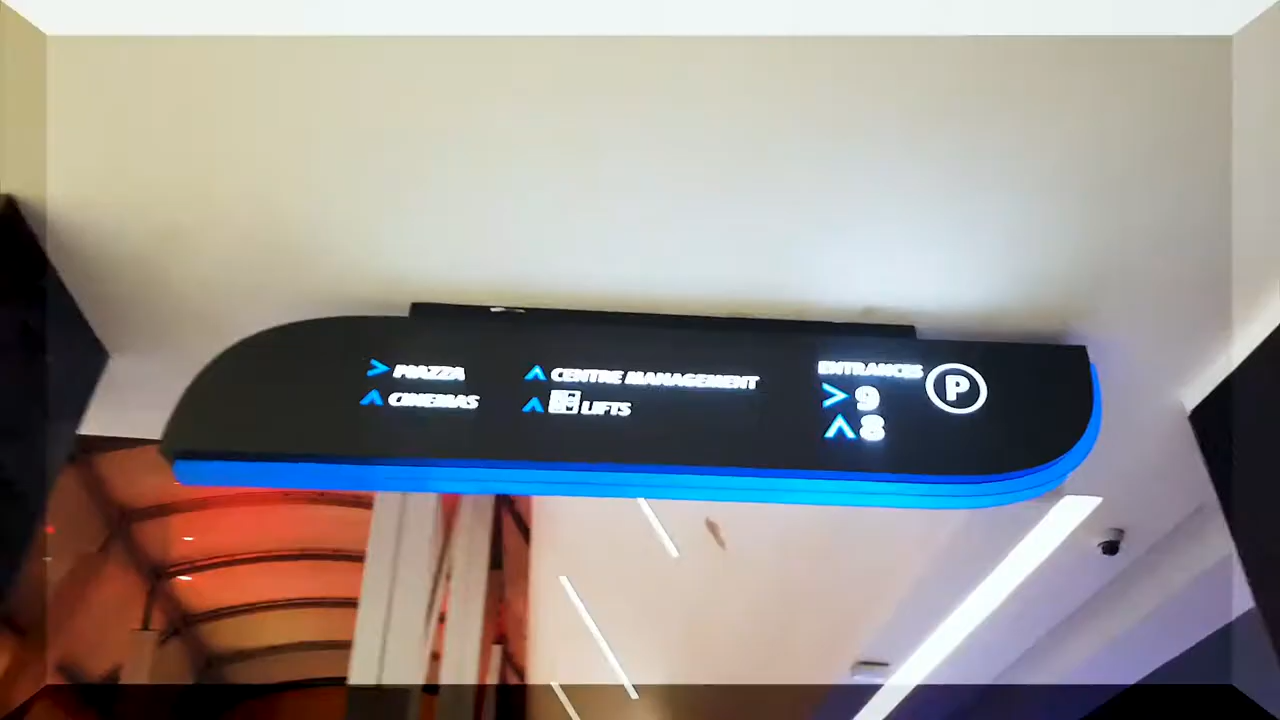 > PIAZZA
^ CINEMAS
^ CENTRE MANAGEMENT
^ LIFTS
ENTRANCES
> 9
^ 8
P